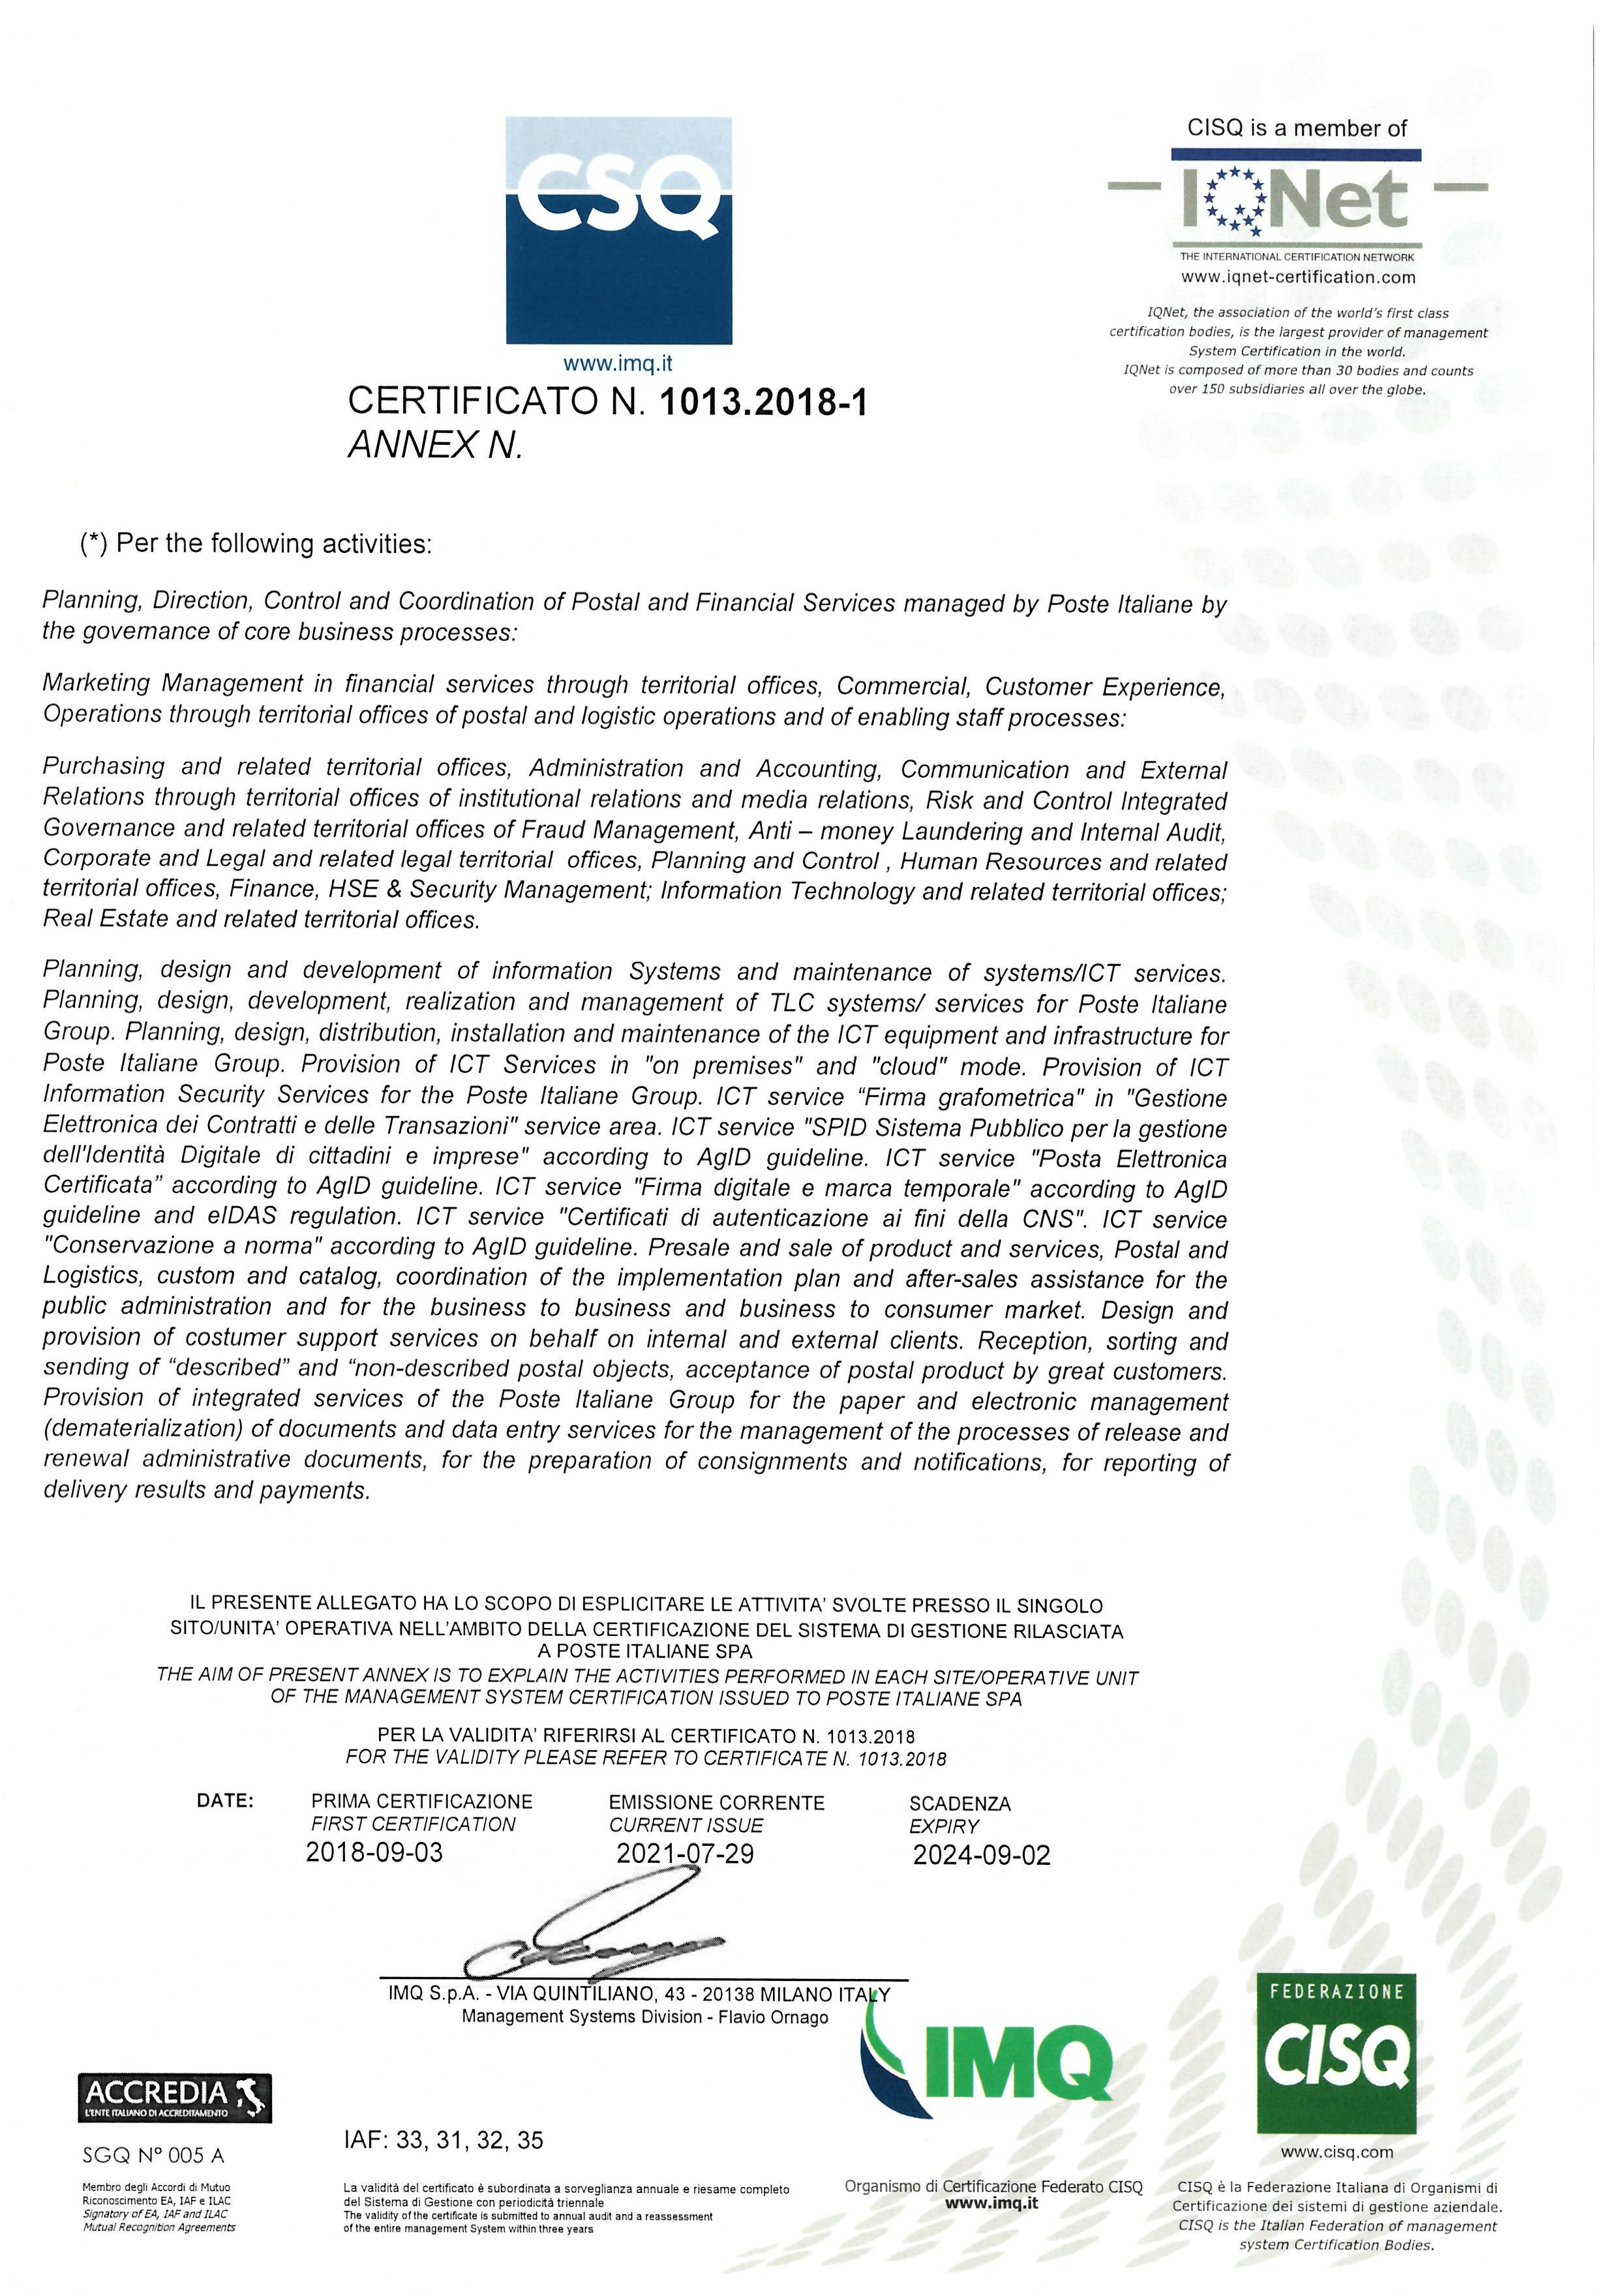 CSQ
www.imq.it
CERTIFICATO N. 1013.2018-1
ANNEX N.
CISQ is a member of
IQNet
THE INTERNATIONAL CERTIFICATION NETWORK
www.iqnet-certification.com
IQNet, the association of the world's first class
certification bodies, is the largest provider of management
System Certification in the world.
IQNet is composed of more than 30 bodies and counts
over 150 subsidiaries all over the globe.
(*) Per the following activities:
Planning, Direction, Control and Coordination of Postal and Financial Services managed by Poste Italiane by
the governance of core business processes:
Marketing Management in financial services through territorial offices, Commercial, Customer Experience,
Operations through territorial offices of postal and logistic operations and of enabling staff processes:
Purchasing and related territorial offices, Administration and Accounting, Communication and External
Relations through territorial offices of institutional relations and media relations, Risk and Control Integrated
Governance and related territorial offices of Fraud Management, Anti – money Laundering and Internal Audit,
Corporate and Legal and related legal territorial offices, Planning and Control , Human Resources and related
territorial offices, Finance, HSE & Security Management; Information Technology and related territorial offices;
Real Estate and related territorial offices.
Planning, design and development of information Systems and maintenance of systems/ICT services.
Planning, design, development, realization and management of TLC systems/ services for Poste Italiane
Group. Planning, design, distribution, installation and maintenance of the ICT equipment and infrastructure for
Poste Italiane Group. Provision of ICT Services in "on premises" and "cloud" mode. Provision of ICT
Information Security Services for the Poste Italiane Group. ICT service “Firma grafometrica" in "Gestione
Elettronica dei Contratti e delle Transazioni" service area. ICT service "SPID Sistema Pubblico per la gestione
dell'Identità Digitale di cittadini e imprese" according to AgID guideline. ICT service "Posta Elettronica
Certificata” according to AgID guideline. ICT service "Firma digitale e marca temporale" according to AgID
guideline and eIDAS regulation. ICT service "Certificati di autenticazione ai fini della CNS". ICT service
"Conservazione a norma" according to AgID guideline. Presale and sale of product and services, Postal and
Logistics, custom and catalog, coordination of the implementation plan and after-sales assistance for the
public administration and for the business to business and business to consumer market. Design and
provision of costumer support services on behalf on internal and external clients. Reception, sorting and
sending of “described” and “non-described postal objects, acceptance of postal product by great customers.
Provision of integrated services of the Poste Italiane Group for the paper and electronic management
(dematerialization) of documents and data entry services for the management of the processes of release and
renewal administrative documents, for the preparation of consignments and notifications, for reporting of
delivery results and payments.
IL PRESENTE ALLEGATO HA LO SCOPO DI ESPLICITARE LE ATTIVITA' SVOLTE PRESSO IL SINGOLO
SITO/UNITA' OPERATIVA NELL'AMBITO DELLA CERTIFICAZIONE DEL SISTEMA DI GESTIONE RILASCIATA
A POSTE ITALIANE SPA
THE AIM OF PRESENT ANNEX IS TO EXPLAIN THE ACTIVITIES PERFORMED IN EACH SITE/OPERATIVE UNIT
OF THE MANAGEMENT SYSTEM CERTIFICATION ISSUED TO POSTE ITALIANE SPA
PER LA VALIDITA' RIFERIRSI AL CERTIFICATO N. 1013.2018
FOR THE VALIDITY PLEASE REFER TO CERTIFICATE N. 1013.2018
DATE: PRIMA CERTIFICAZIONE EMISSIONE CORRENTE SCADENZA
FIRST CERTIFICATION CURRENT ISSUE EXPIRY
2018-09-03 2021-07-29 2024-09-02
IMQ S.p.A. - VIA QUINTILIANO, 43 - 20138 MILANO ITALY
Management Systems Division - Flavio Ornago
IMQ
FEDERAZIONE
CISQ
www.cisq.com
ACCREDIA
L'ENTE ITALIANO DI ACCREDITAMENTO
SGQ N° 005 A
IAF: 33, 31, 32, 35
Membro degli Accordi di Mutuo
Riconoscimento EA, IAF e ILAC
Signatory of EA, IAF and ILAC
Mutual Recognition Agreements
La validità del certificato è subordinata a sorveglianza annuale e riesame completo
del Sistema di Gestione con periodicità triennale
The validity of the certificate is submitted to annual audit and a reassessment
of the entire management System within three years
Organismo di Certificazione Federato CISQ
www.imq.it
CISQ è la Federazione Italiana di Organismi di
Certificazione dei sistemi di gestione aziendale.
CISQ is the Italian Federation of management
system Certification Bodies.